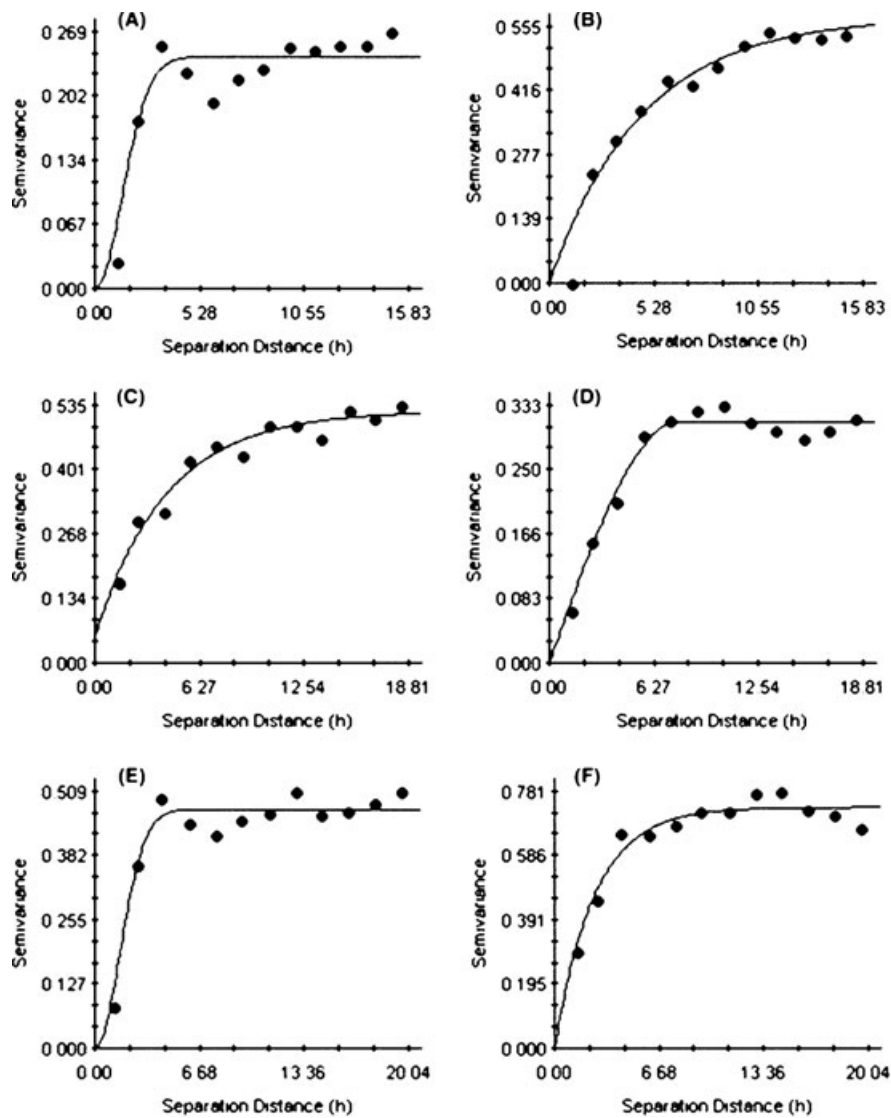 (A)
0 269
0 202
0 134
0 067
0 000
Semivariance
0 00 5 28 10 55 15 83
Separation Distance (h)
(B)
0 555
0 416
0 277
0 139
0 000
Semivariance
0 00 5 28 10 55 15 83
Separation Distance (h)
(C)
0 535
0 401
0 268
0 134
0 000
Semivariance
0 00 6 27 12 54 18 81
Separation Distance (h)
(D)
0 333
0 250
0 166
0 083
0 000
Semivariance
0 00 6 27 12 54 18 81
Separation Distance (h)
(E)
0 509
0 382
0 255
0 127
0 000
Semivariance
0 00 6 68 13 36 20 04
Separation Distance (h)
(F)
0 781
0 586
0 391
0 195
0 000
Semivariance
0 00 6 68 13 36 20 04
Separation Distance (h)